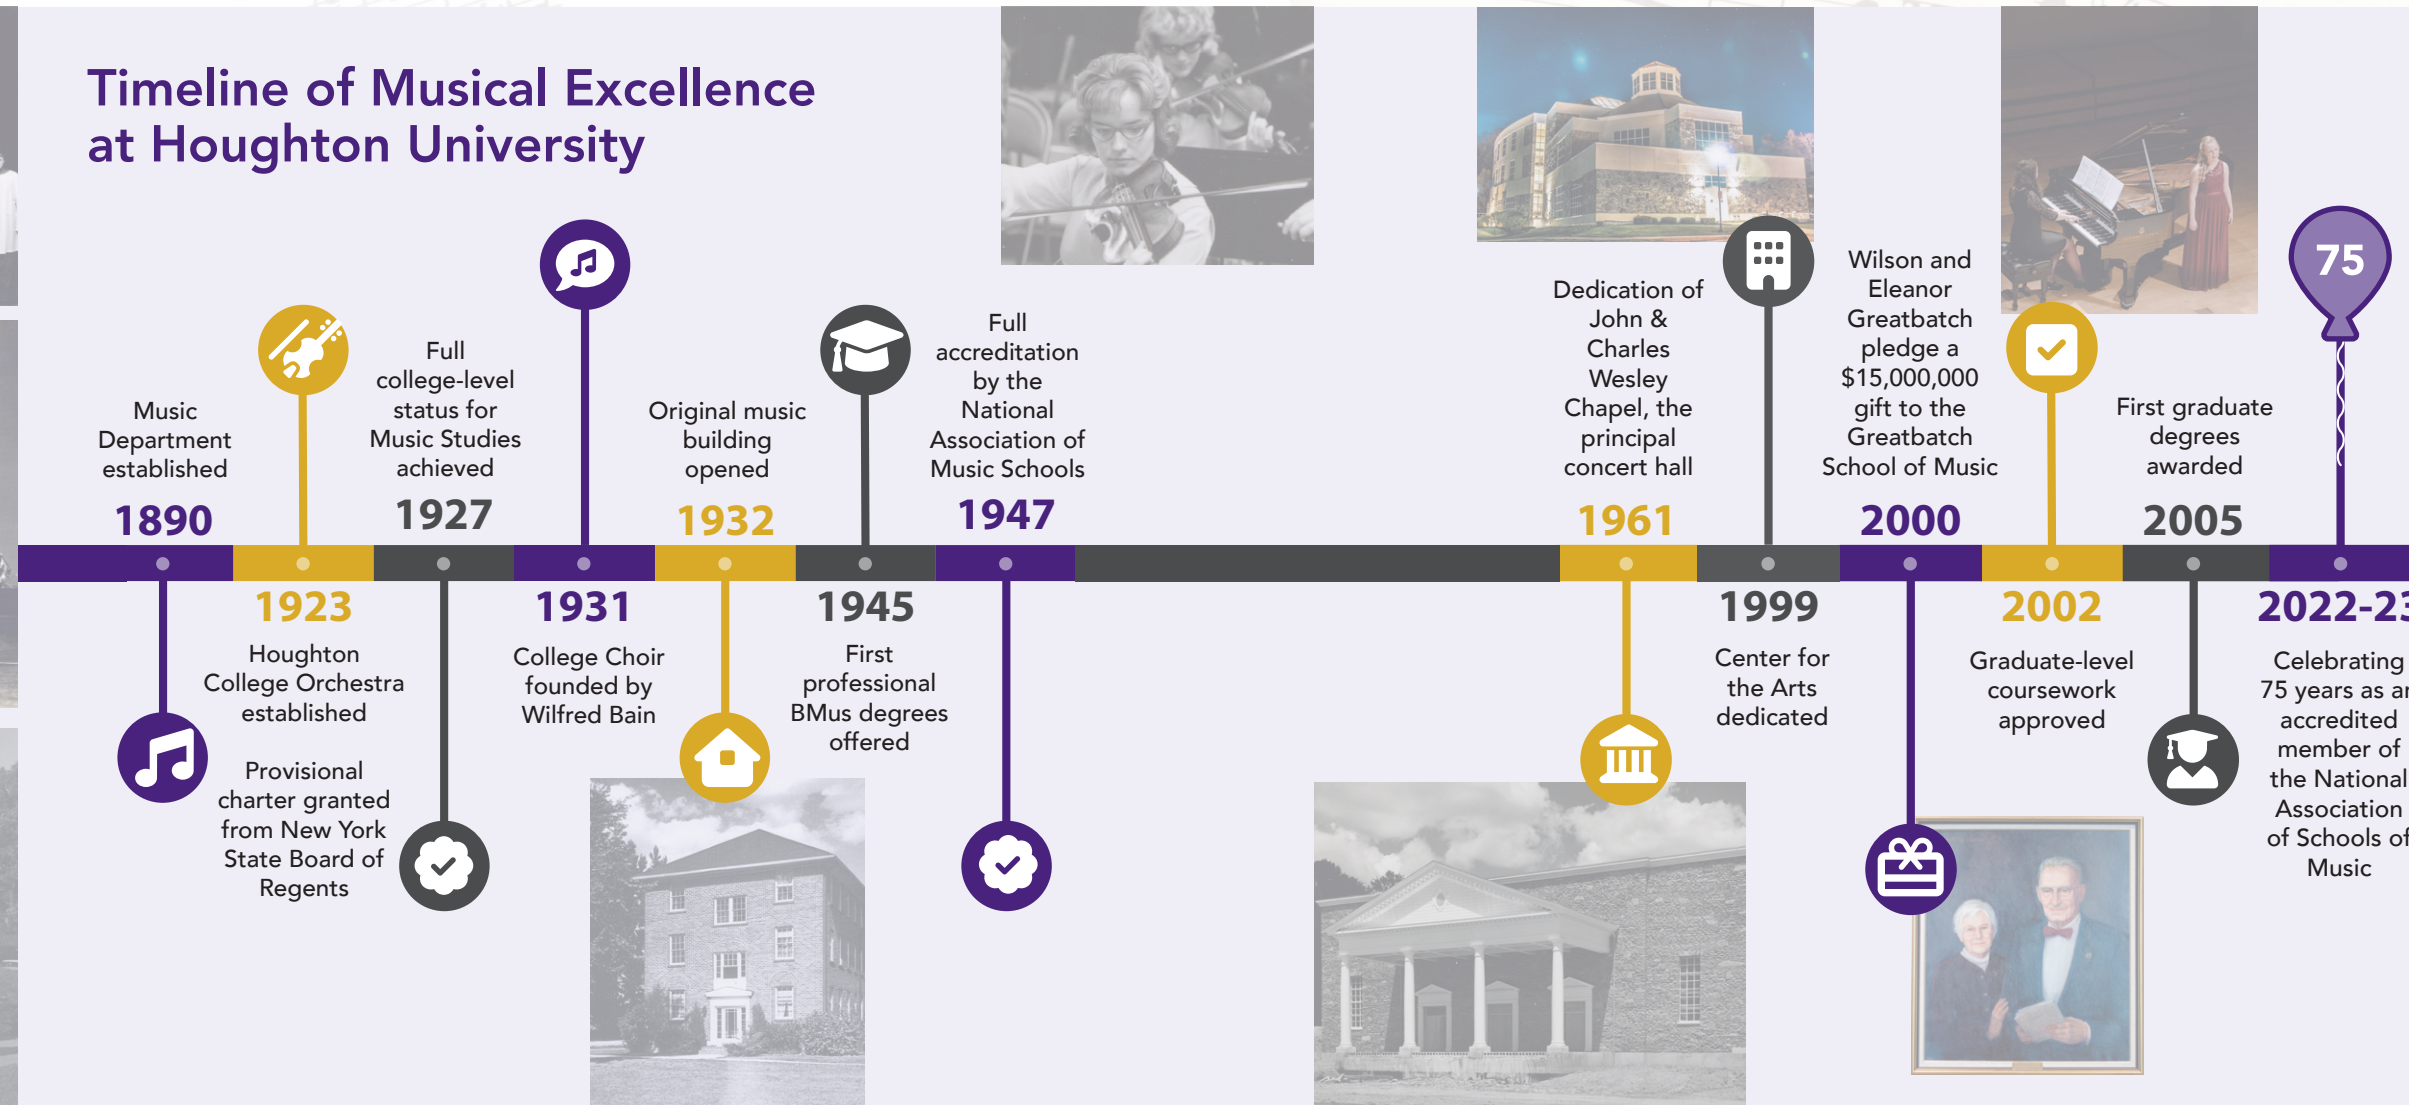 Timeline of Musical Excellence
at Houghton University
Music
Department
established
1890
1923
Houghton
College Orchestra
established
Provisional
charter granted
from New York
State Board of
Regents
Full
college-level
status for
Music Studies
achieved
1927
1931
College Choir
founded by
Wilfred Bain
Original music
building
opened
1932
1945
First
professional
BMus degrees
offered
Full
accreditation
by the
National
Association of
Music Schools
1947
Dedication of
John &
Charles
Wesley
Chapel, the
principal
concert hall
1961
1999
Center for
the Arts
dedicated
Wilson and
Eleanor
Greatbatch
pledge a
$15,000,000
gift to the
Greatbatch
School of Music
2000
2002
Graduate-level
coursework
approved
First graduate
degrees
awarded
2005
75
2022-23
Celebrating
75 years as an
accredited
member of
the National
Association
of Schools of
Music